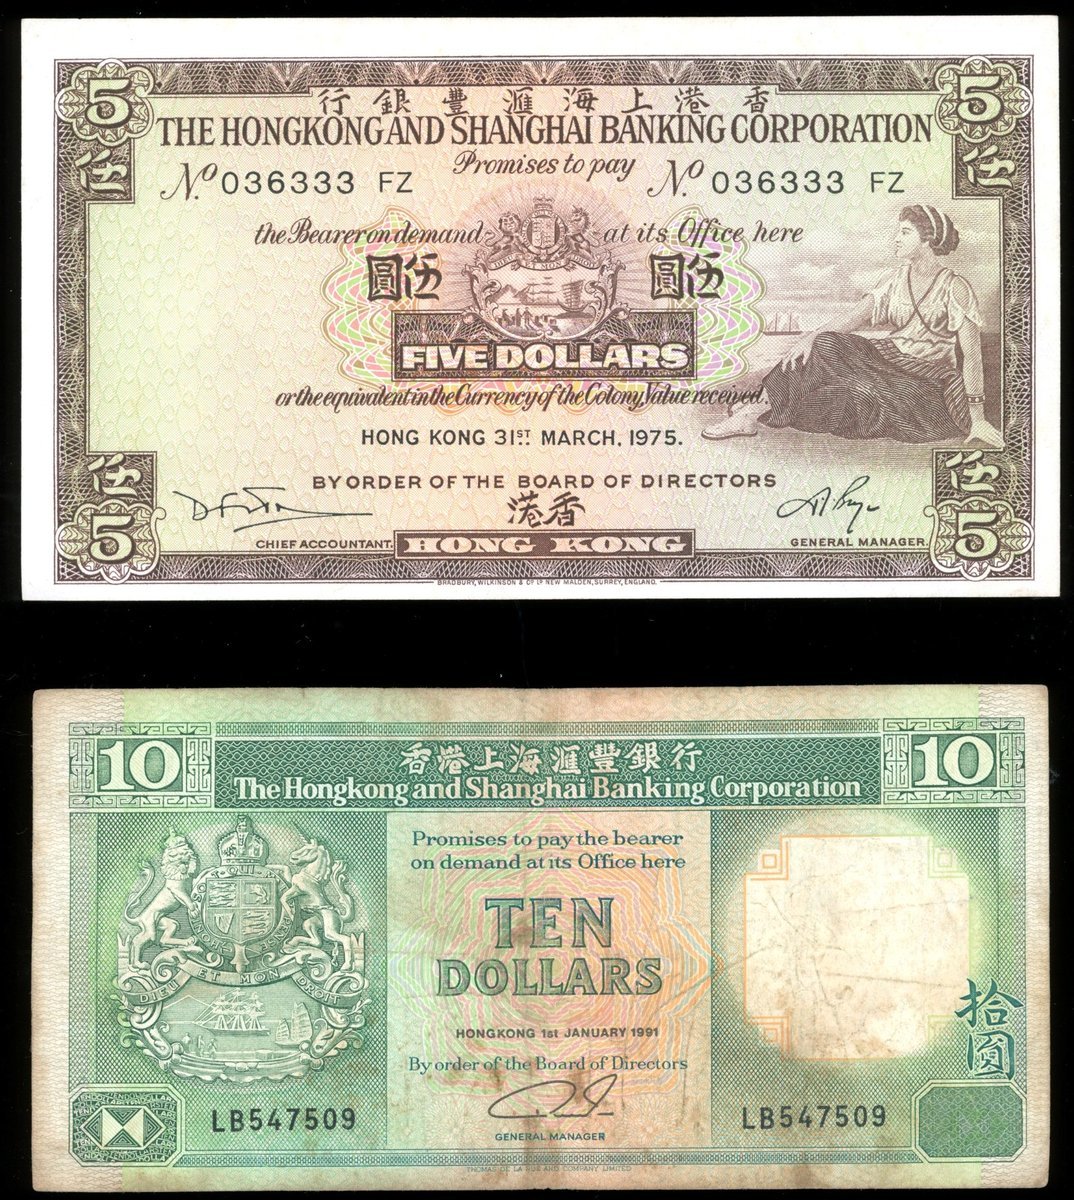 5
行銀豐滙海上港香
5
THE HONGKONG AND SHANGHAI BANKING CORPORATION
伍
Promises to pay
伍
No 036333 FZ
No 036333 FZ
the Bearer on demand
at its Office here
圓伍
圓伍
FIVE DOLLARS
or the equivalent in the Currency of the Colony, Value received.
HONG KONG 31ST MARCH, 1975.
伍
BY ORDER OF THE BOARD OF DIRECTORS
伍
港香
5
CHIEF ACCOUNTANT.
HONG KONG
GENERAL MANAGER.
5
BRADBURY, WILKINSON & Co Ld NEW MALDEN, SURREY, ENGLAND.
10
香港上海滙豐銀行
10
The Hongkong and Shanghai Banking Corporation
Promises to pay the bearer
on demand at its Office here
TEN
DOLLARS
DIEU ET MON DROIT
HONGKONG 1st JANUARY 1991
拾圓
By order of the Board of Directors
LB547509
LB547509
GENERAL MANAGER
THOMAS DE LA RUE AND COMPANY LIMITED